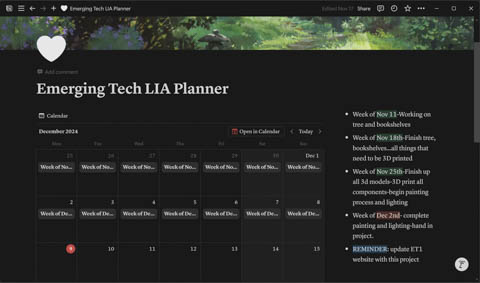 Emerging Tech LIA Planner
Edited Nov 17
Share
Add comment
Emerging Tech LIA Planner
Calendar
December 2024
Open in Calendar
Today
Mon Tue Wed Thu Fri Sat Sun
25 26 27 28 29 30 Dec 1
Week of No... Week of No... Week of No... Week of No... Week of No... Week of No... Week of No...
2 3 4 5 6 7 8
Week of De... Week of De... Week of De... Week of De... Week of De... Week of De... Week of De...
9 10 11 12 13 14 15
Week of Nov 11-Working on
tree and bookshelves
Week of Nov 18th-Finish tree,
bookshelves...all things that
need to be 3D printed
Week of Nov 25th-Finish up
all 3d models-3D print all
components-begin painting
process and lighting
Week of Dec 2nd- complete
painting and lighting-hand in
project.
REMINDER: update ET1
website with this project